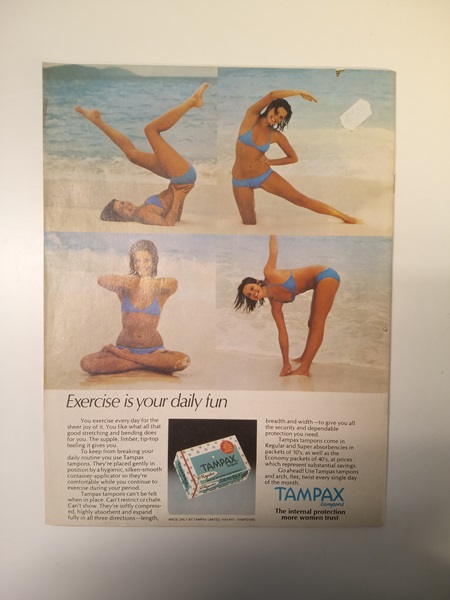 Exercise is your daily fun
You exercise every day for the
sheer joy of it. You like what all that
good stretching and bending does
for you. The supple, limber, tip-top
feeling it gives you.
To keep from breaking your
daily routine you use Tampax
tampons. They're placed gently in
position by a hygienic, silken-smooth
container-applicator so they're
comfortable while you continue to
exercise during your period.
Tampax tampons can't be felt
when in place. Can't restrict or chafe.
Can't show. They're softly compress-
ed, highly absorbent and expand
fully in all three directions—length,
TAMPAX
Regular
MADE ONLY BY TAMPAX LIMITED, HAVANT, HAMPSHIRE
breadth and width—to give you all
the security and dependable
protection you need.
Tampax tampons come in
Regular and Super absorbencies in
packets of 10's, as well as the
Economy packets of 40's, at prices
which represent substantial savings.
Go ahead! Use Tampax tampons
and arch, flex, twist every single day
of the month.
TAMPAX
tampons
The internal protection
more women trust